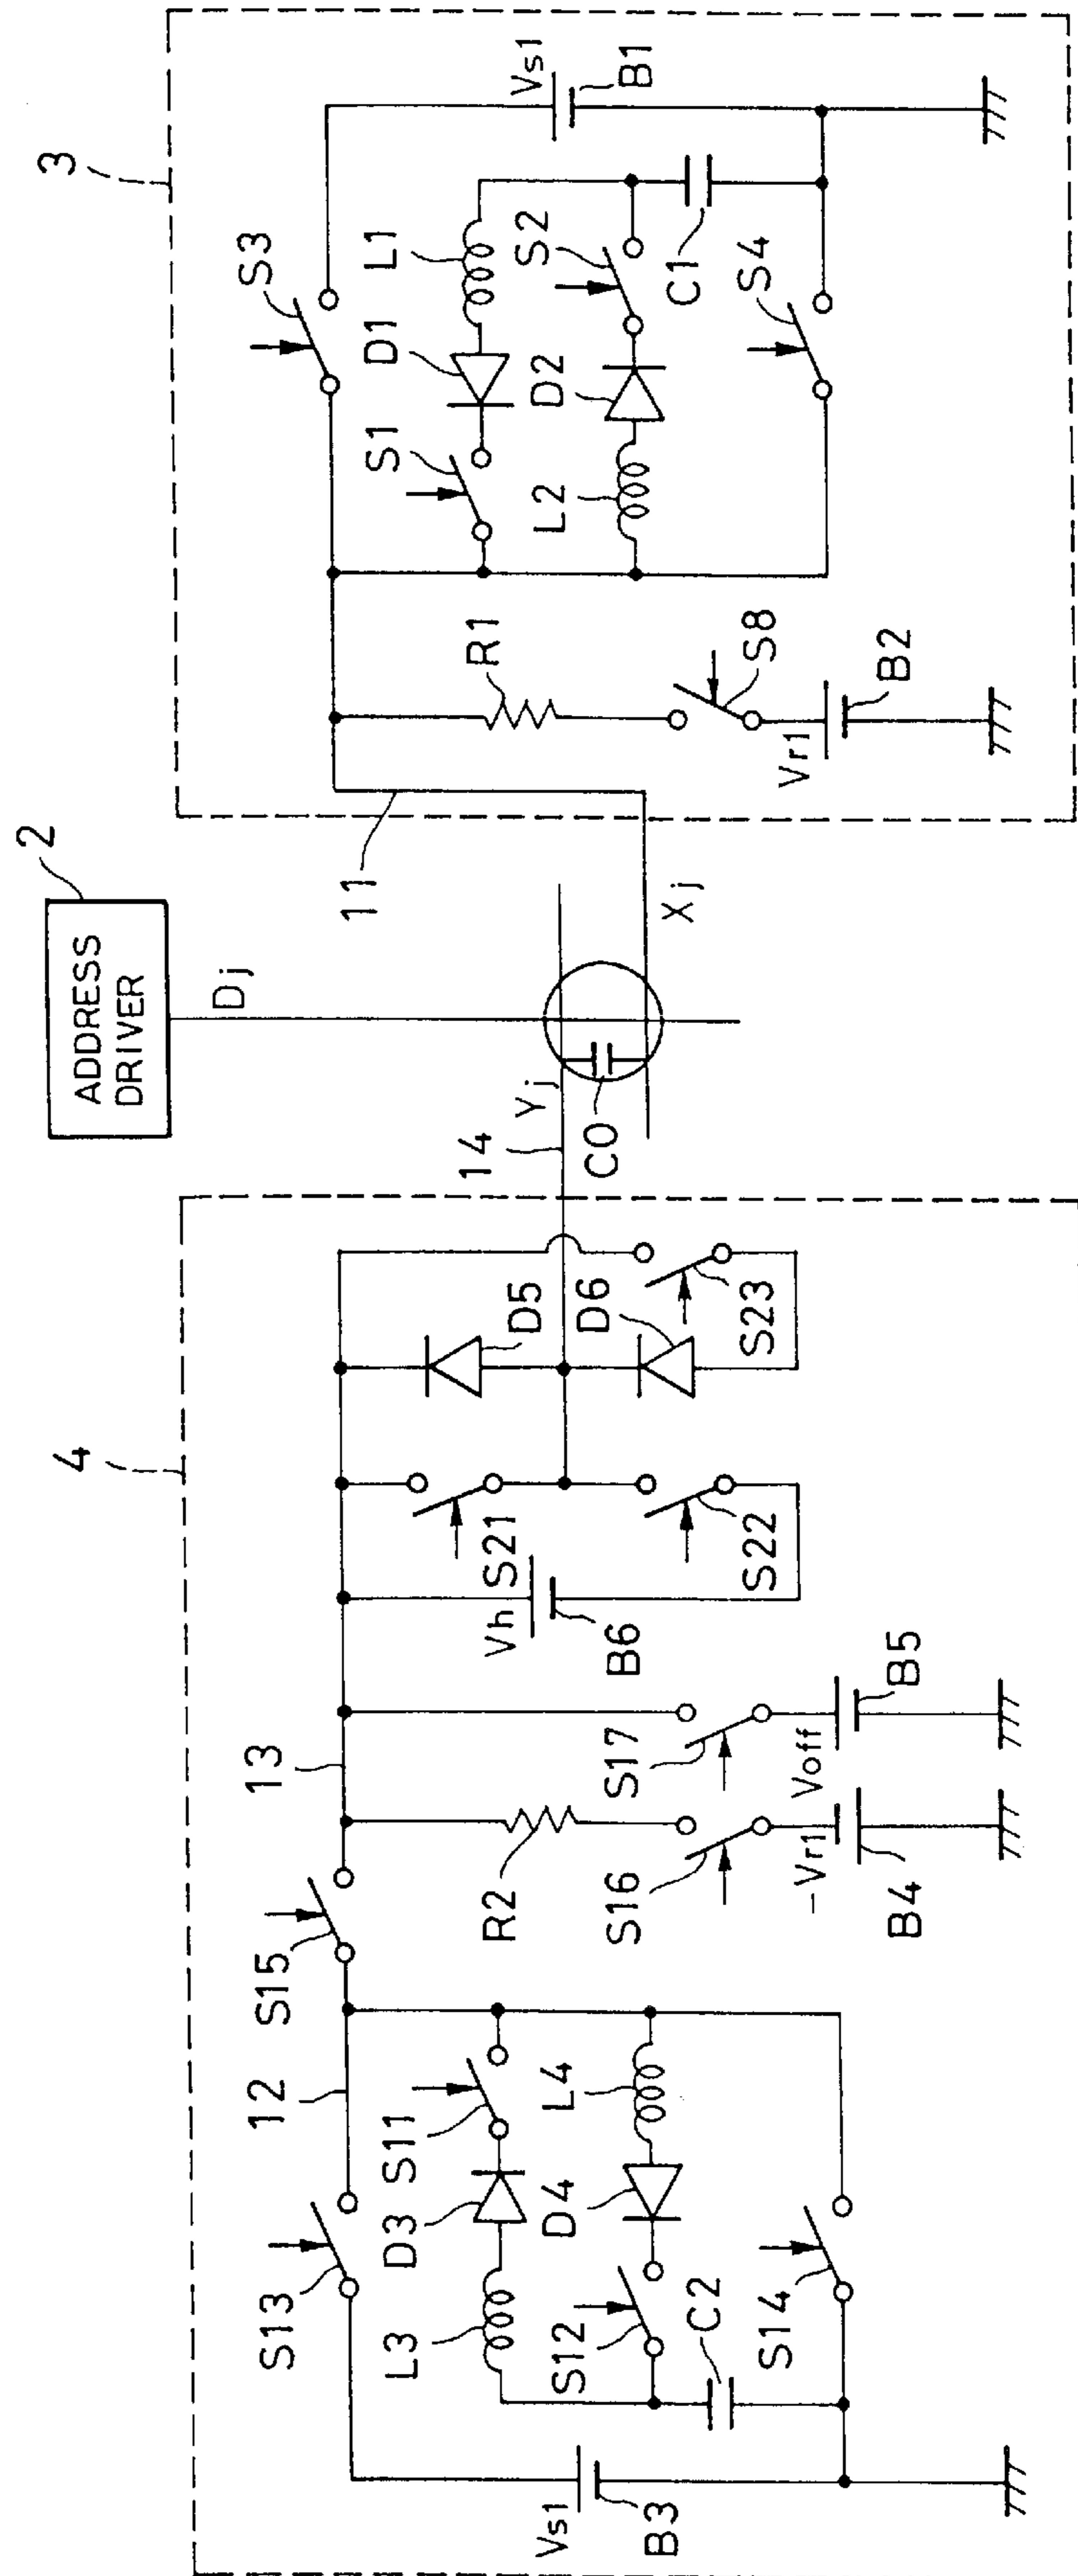 2
ADDRESS
DRIVER
Dj
3
S3
Vs1
B1
L1
D1
S1
S2
D2
L2
C1
S4
R1
S8
Vr1
B2
11
Xj
Yj
14
C0
4
D5
D6
S23
S21
S22
Vh
B6
13
S17
Voff
B5
R2
S16
-Vr1
B4
S15
12
S13
S11
D3
L3
L4
D4
S12
C2
S14
Vs1
B3